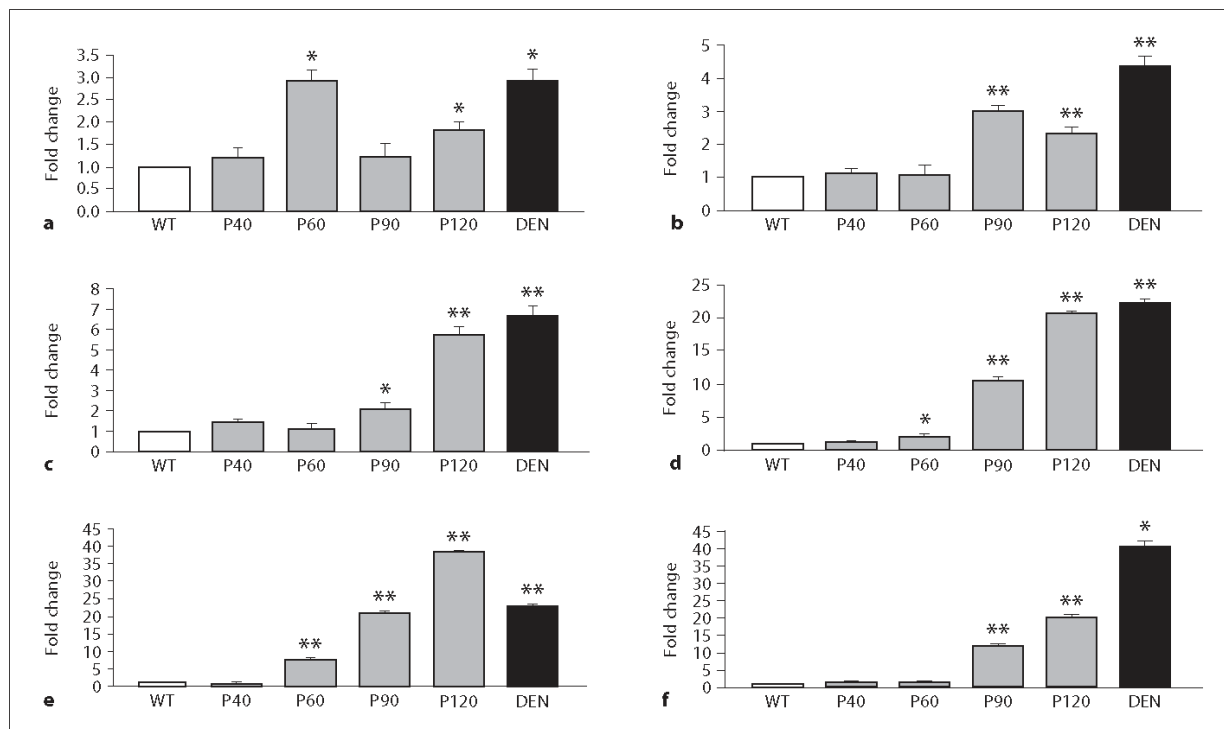 Fold change
3.5
3.0
2.5
2.0
1.5
1.0
0.5
0.0
* * *
a
WT P40 P60 P90 P120 DEN
Fold change
5
4
3
2
1
0
** ** **
b
WT P40 P60 P90 P120 DEN
Fold change
8
7
6
5
4
3
2
1
0
* ** **
c
WT P40 P60 P90 P120 DEN
Fold change
25
20
15
10
5
0
* ** ** **
d
WT P40 P60 P90 P120 DEN
Fold change
45
40
35
30
25
20
15
10
5
0
** ** ** **
e
WT P40 P60 P90 P120 DEN
Fold change
45
40
35
30
25
20
15
10
5
0
** ** *
f
WT P40 P60 P90 P120 DEN